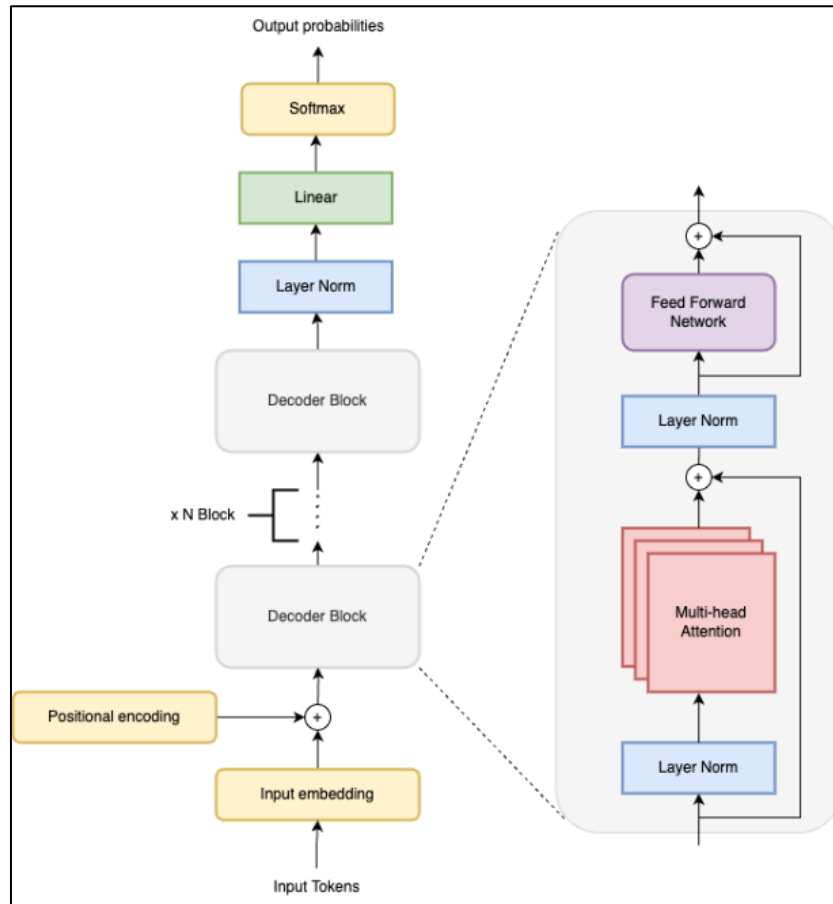 Output probabilities
Softmax
Linear
Layer Norm
Decoder Block
x N Block
Decoder Block
Positional encoding
+
Input embedding
Input Tokens
+
Feed Forward
Network
Layer Norm
+
Multi-head
Attention
Layer Norm